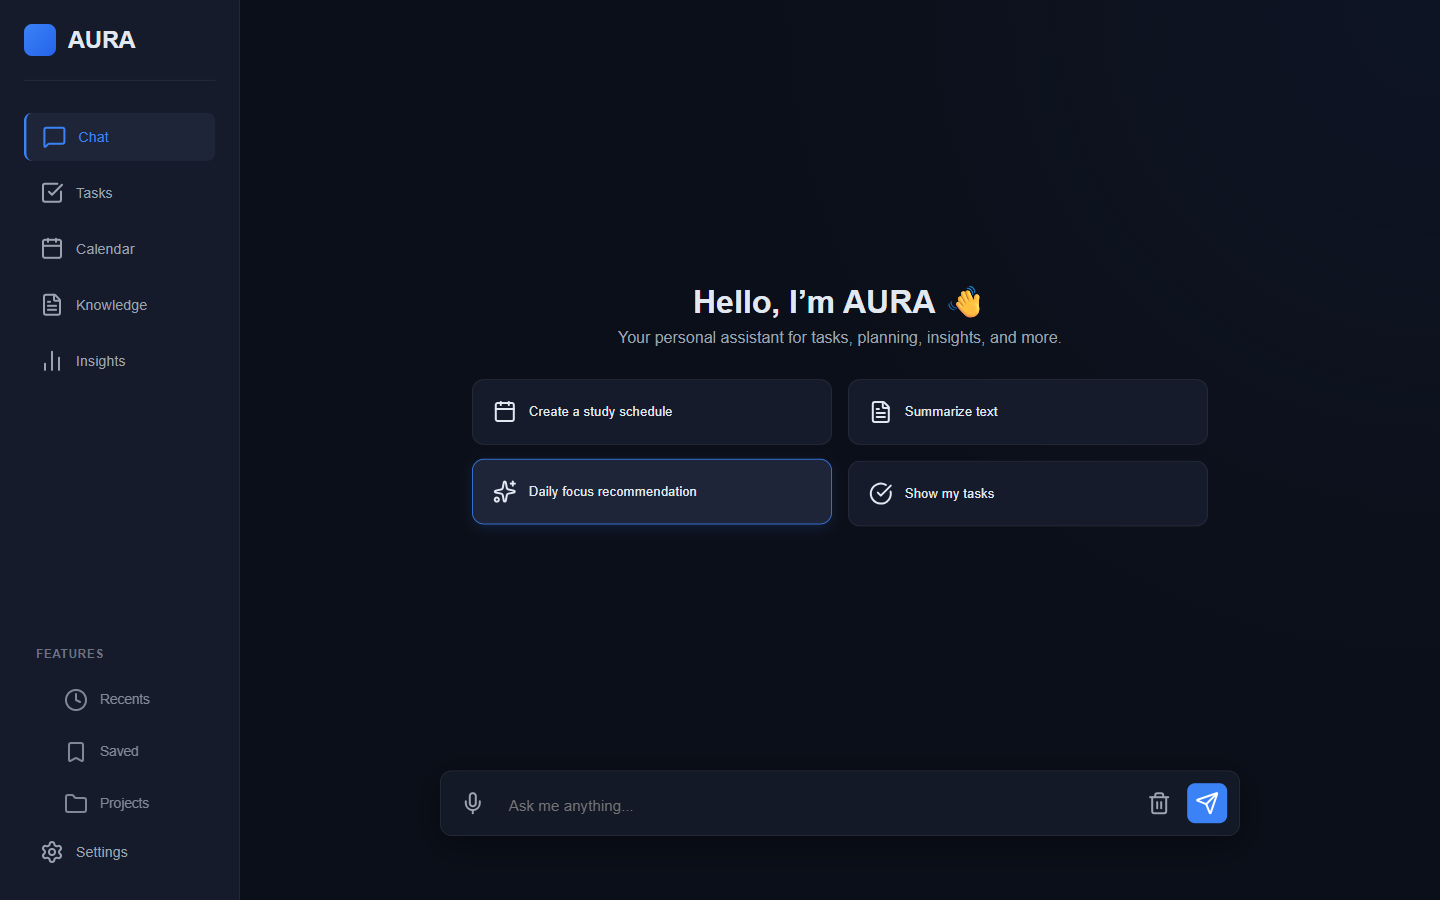 AURA
Chat
Tasks
Calendar
Knowledge
Insights
FEATURES
Recents
Saved
Projects
Settings
Hello, I’m AURA 👋
Your personal assistant for tasks, planning, insights, and more.
Create a study schedule
Summarize text
Daily focus recommendation
Show my tasks
Ask me anything...